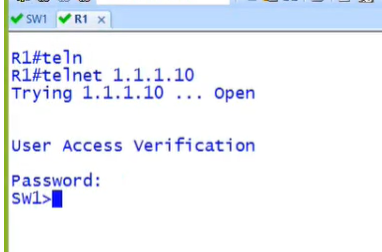 SW1 R1 ×
R1#teln
R1#telnet 1.1.1.10
Trying 1.1.1.10 ... Open
User Access Verification
Password:
SW1>